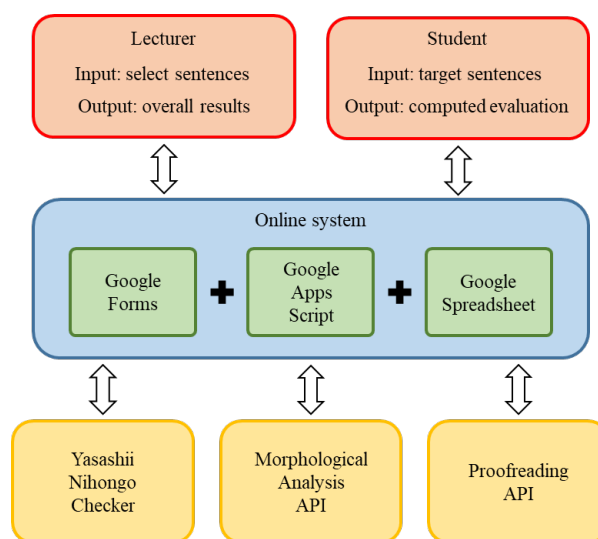 Lecturer
Input: select sentences
Output: overall results
Student
Input: target sentences
Output: computed evaluation
Online system
Google
Forms
Google
Apps
Script
Google
Spreadsheet
Yasashii
Nihongo
Checker
Morphological
Analysis
API
Proofreading
API